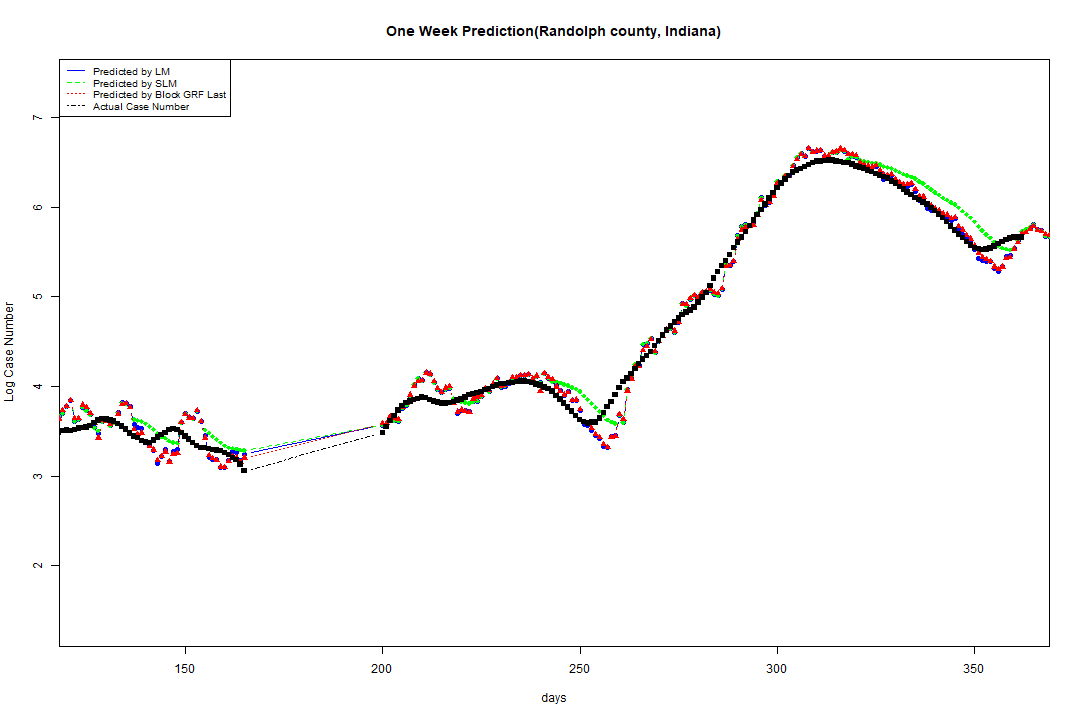 One Week Prediction(Randolph county, Indiana)
Predicted by LM
Predicted by SLM
Predicted by Block GRF Last
Actual Case Number
7
6
5
4
3
2
Log Case Number
150
200
250
300
350
days